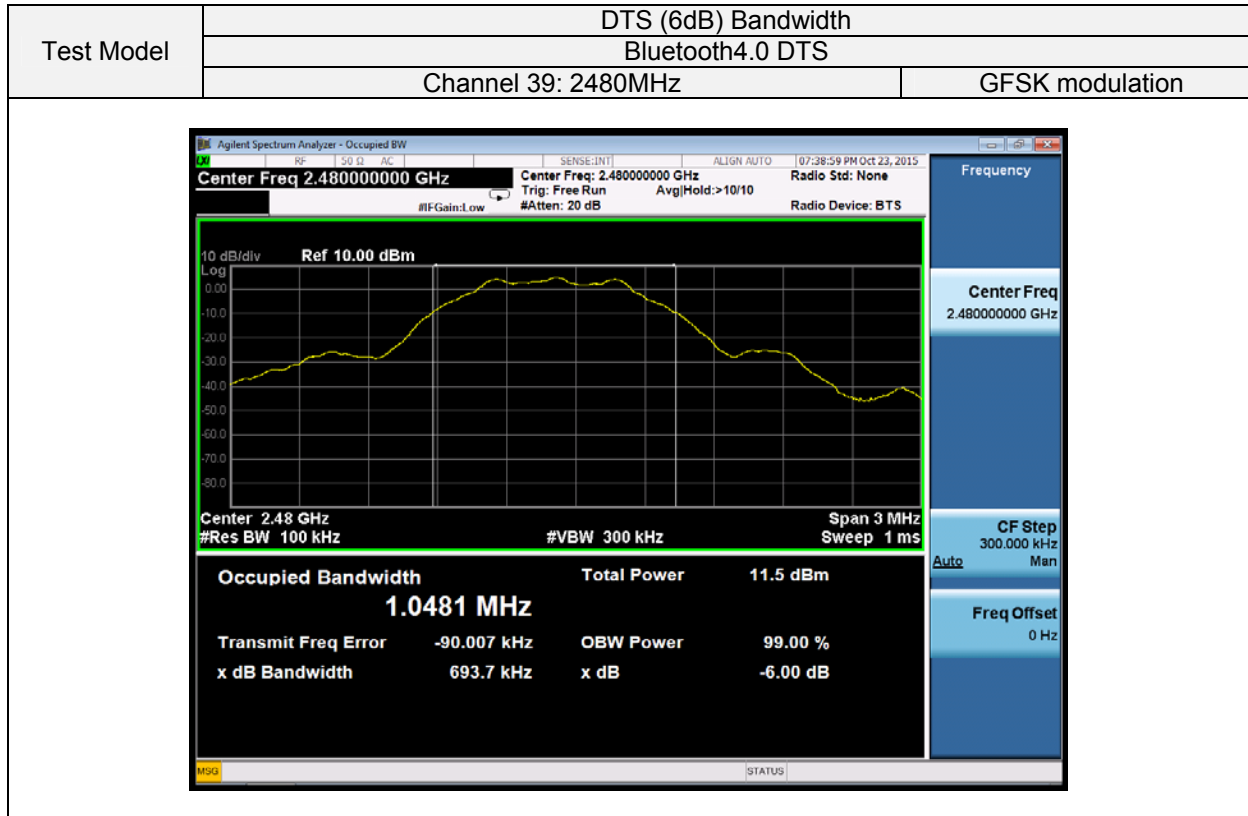 Test Model
DTS (6dB) Bandwidth
Bluetooth4.0 DTS
Channel 39: 2480MHz GFSK modulation
Agilent Spectrum Analyzer - Occupied BW
RF 50 Ω AC SENSE:INT ALIGN AUTO 07:38:59 PM Oct 23, 2015
Center Freq 2.480000000 GHz
Center Freq: 2.480000000 GHz Radio Std: None
Trig: Free Run Avg|Hold:>10/10
#IFGain:Low #Atten: 20 dB Radio Device: BTS
10 dB/div Ref 10.00 dBm
Log
0.00
-10.0
-20.0
-30.0
-40.0
-50.0
-60.0
-70.0
-80.0
Center 2.48 GHz Span 3 MHz
#Res BW 100 kHz #VBW 300 kHz Sweep 1 ms
Occupied Bandwidth Total Power 11.5 dBm
1.0481 MHz
Transmit Freq Error -90.007 kHz OBW Power 99.00 %
x dB Bandwidth 693.7 kHz x dB -6.00 dB
Frequency
Center Freq
2.480000000 GHz
CF Step
300.000 kHz
Auto Man
Freq Offset
0 Hz
MSG STATUS